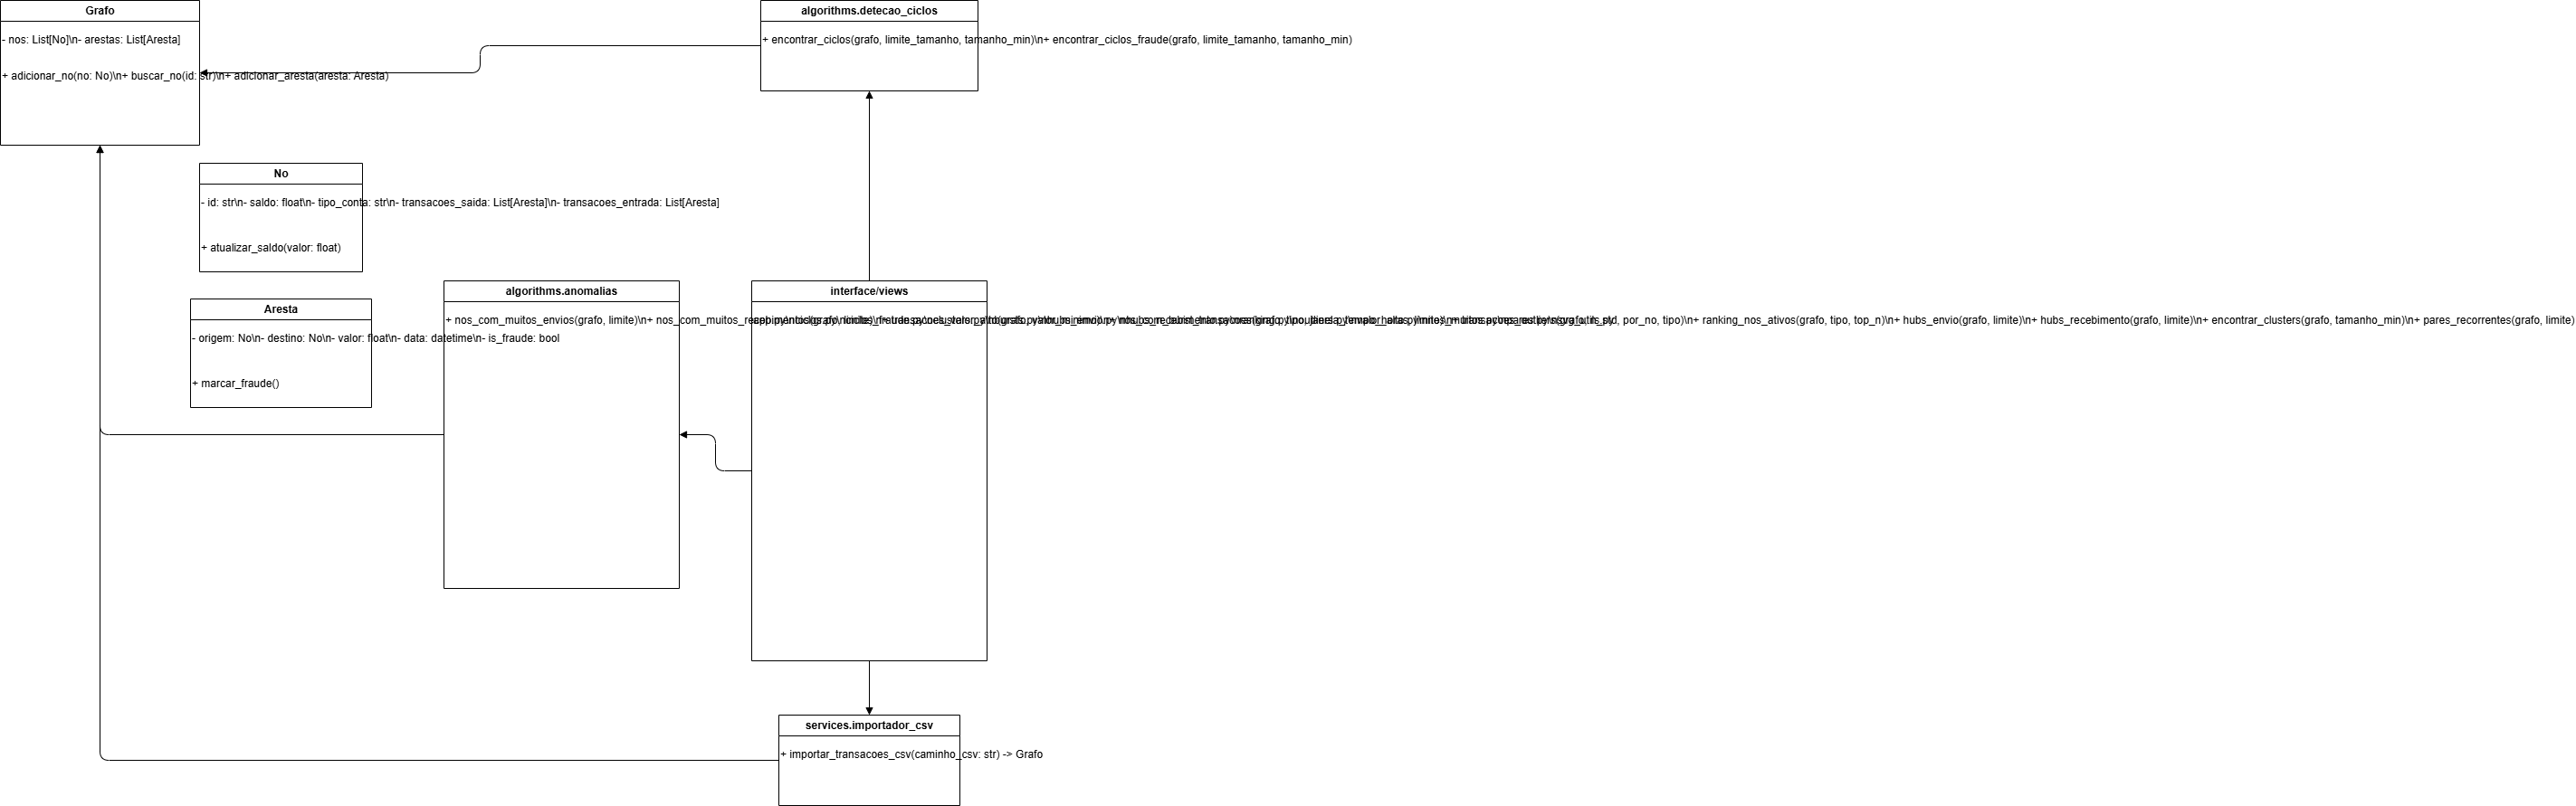 Grafo
- nos: List[No]\n- arestas: List[Aresta]
+ adicionar_no(no: No)\n+ buscar_no(id: str)\n+ adicionar_aresta(aresta: Aresta)
algorithms.detecao_ciclos
+ encontrar_ciclos(grafo, limite_tamanho, tamanho_min)\n+ encontrar_ciclos_fraude(grafo, limite_tamanho, tamanho_min)
No
- id: str\n- saldo: float\n- tipo_conta: str\n- transacoes_saida: List[Aresta]\n- transacoes_entrada: List[Aresta]
+ atualizar_saldo(valor: float)
Aresta
- origem: No\n- destino: No\n- valor: float\n- data: datetime\n- is_fraude: bool
+ marcar_fraude()
algorithms.anomalias
+ nos_com_muitos_envios(grafo, limite)\n+ por_no, tipo)\n+ ranking_nos_ativos(grafo, tipo, top_n)\n+ hubs_envio(grafo, limite)\n+ hubs_recebimento(grafo, limite)\n+ encontrar_clusters(grafo, tamanho_min)\n+ pares_recorrentes(grafo, limite)
interface/views
services.importador_csv
+ importar_transacoes_csv(caminho_csv: str) -> Grafo